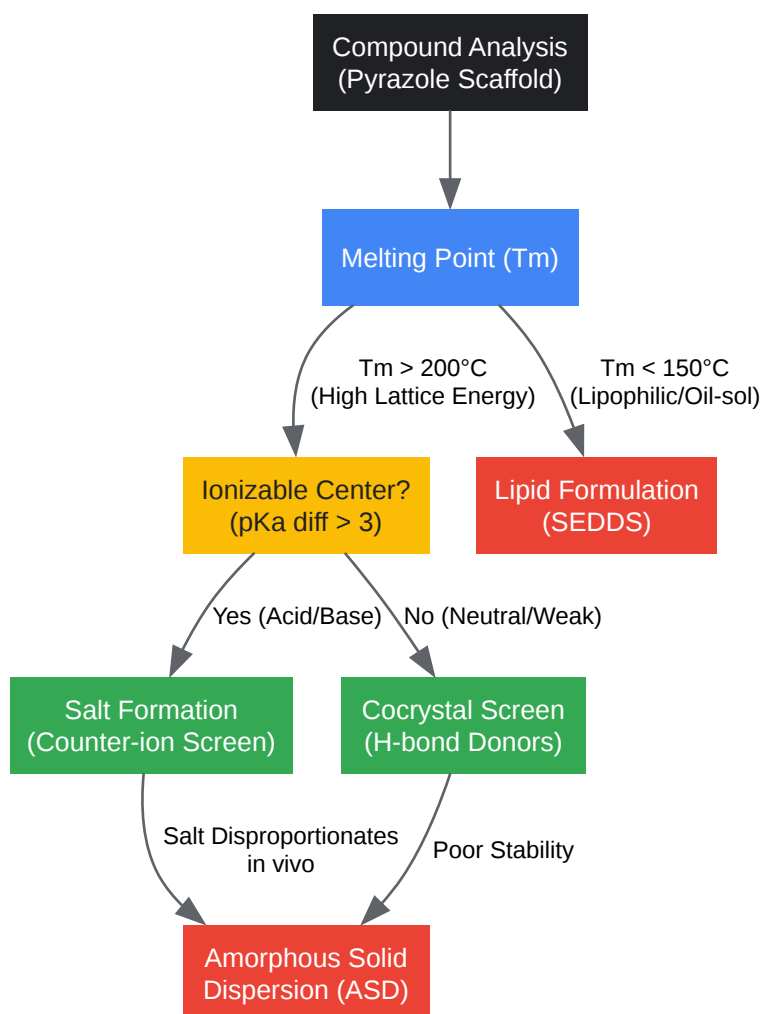 Compound Analysis
(Pyrazole Scaffold)
Melting Point (Tm)
Tm > 200°C
(High Lattice Energy)
Tm < 150°C
(Lipophilic/Oil-sol)
Ionizable Center?
(pKa diff > 3)
Lipid Formulation
(SEDDS)
Yes (Acid/Base)
No (Neutral/Weak)
Salt Formation
(Counter-ion Screen)
Cocrystal Screen
(H-bond Donors)
Salt Disproportionates
in vivo
Poor Stability
Amorphous Solid
Dispersion (ASD)